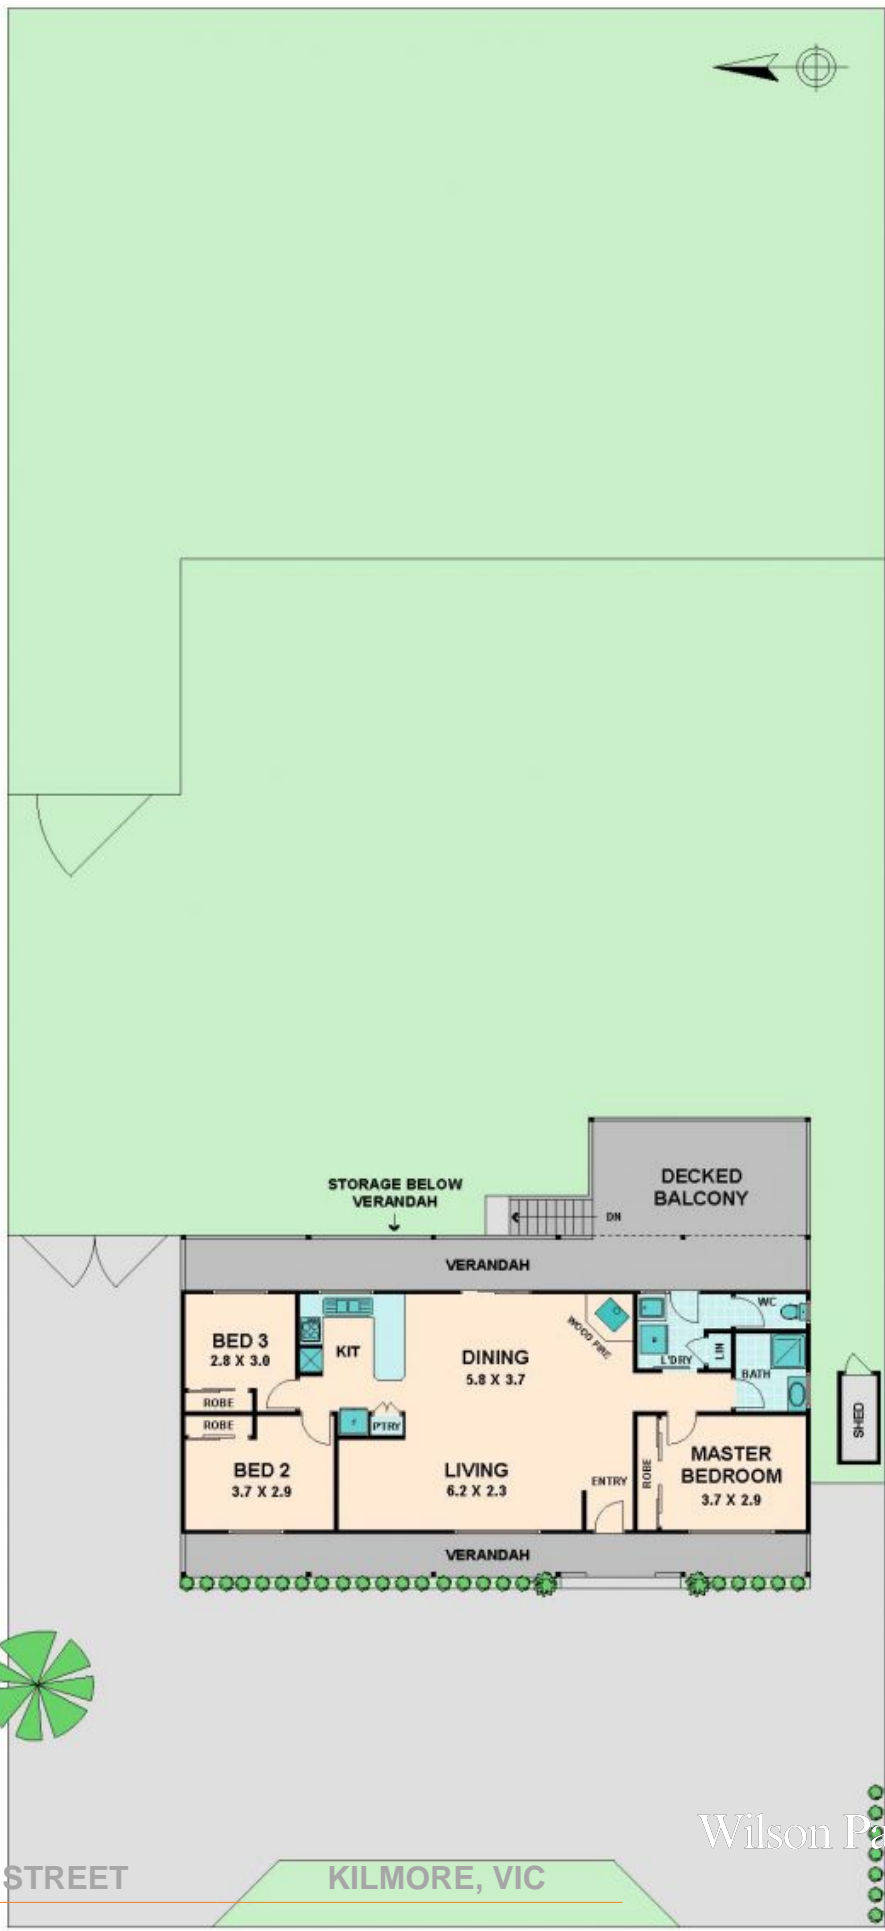 DECKED
BALCONY
STORAGE BELOW
VERANDAH
DN
VERANDAH
BED 3
2.8 X 3.0
ROBE
KIT
PTRY
DINING
5.8 X 3.7
WOOD FIRE
L'DRY
LIN
WC
BATH
SHED
ROBE
BED 2
3.7 X 2.9
LIVING
6.2 X 2.3
ENTRY
ROBE
MASTER
BEDROOM
3.7 X 2.9
VERANDAH
Wilson Pa
STREET KILMORE, VIC